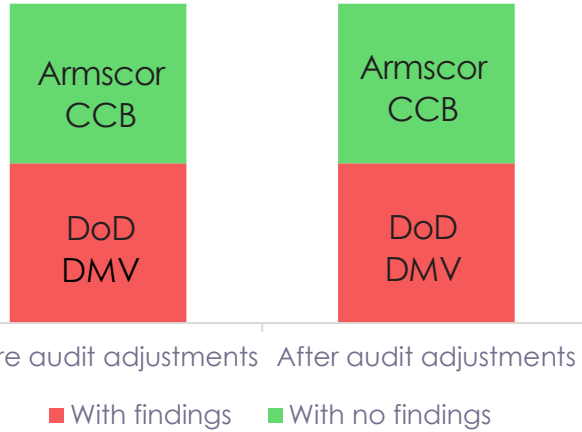 Armscor
CCB
Armscor
CCB
DoD
DMV
DoD
DMV
re audit adjustments After audit adjustments
With findings With no findings